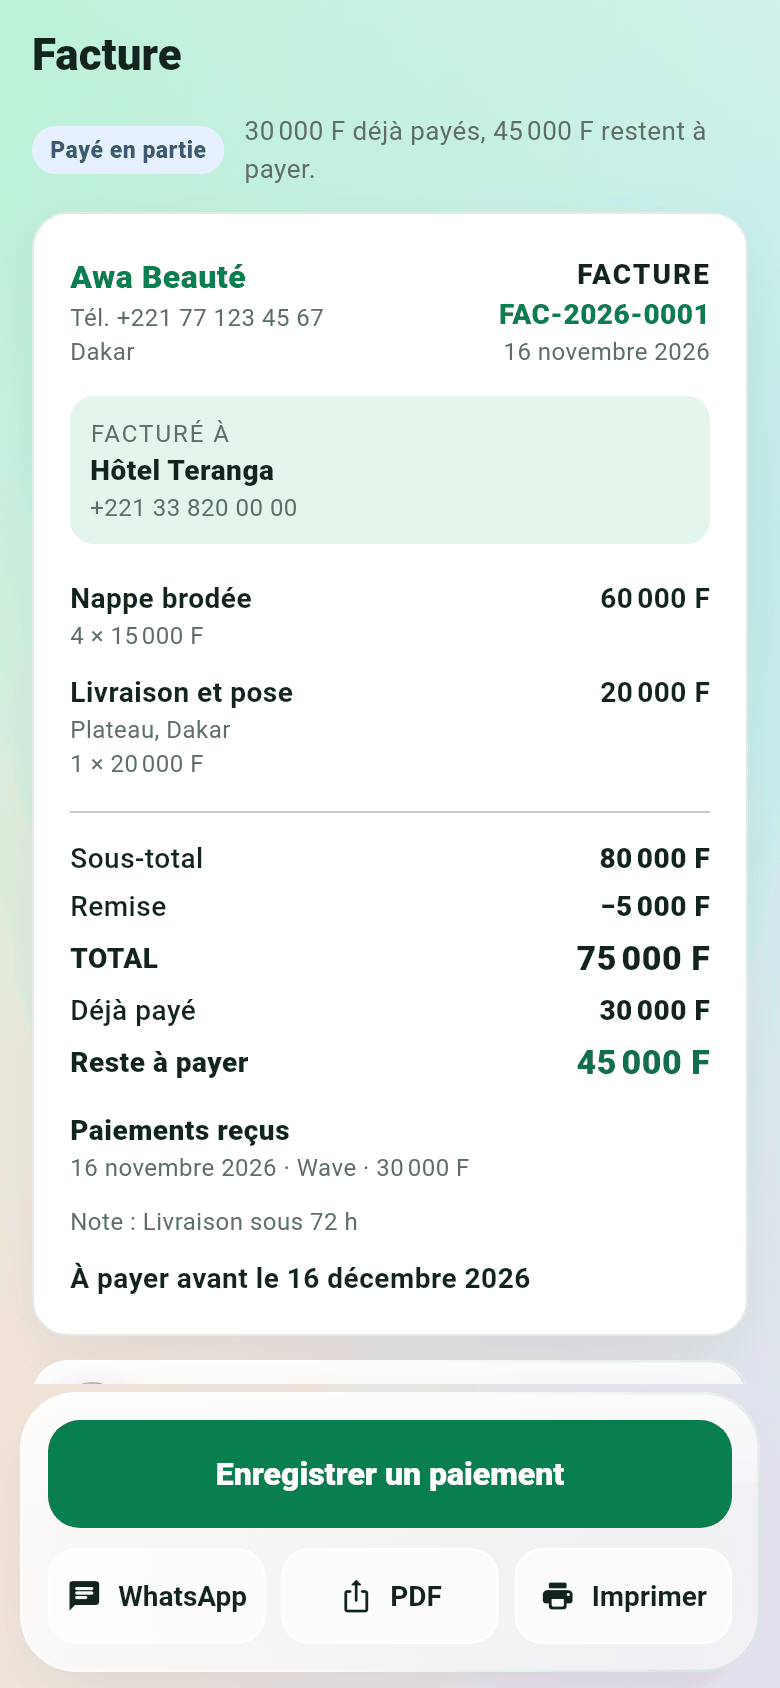 Facture
Payé en partie
30 000 F déjà payés, 45 000 F restent à
payer.
Awa Beauté
Tél. +221 77 123 45 67
Dakar
FACTURE
FAC-2026-0001
16 novembre 2026
FACTURÉ À
Hôtel Teranga
+221 33 820 00 00
Nappe brodée 60 000 F
4 × 15 000 F
Livraison et pose 20 000 F
Plateau, Dakar
1 × 20 000 F
Sous-total 80 000 F
Remise −5 000 F
TOTAL 75 000 F
Déjà payé 30 000 F
Reste à payer 45 000 F
Paiements reçus
16 novembre 2026 · Wave · 30 000 F
Note : Livraison sous 72 h
À payer avant le 16 décembre 2026
Enregistrer un paiement
WhatsApp PDF Imprimer